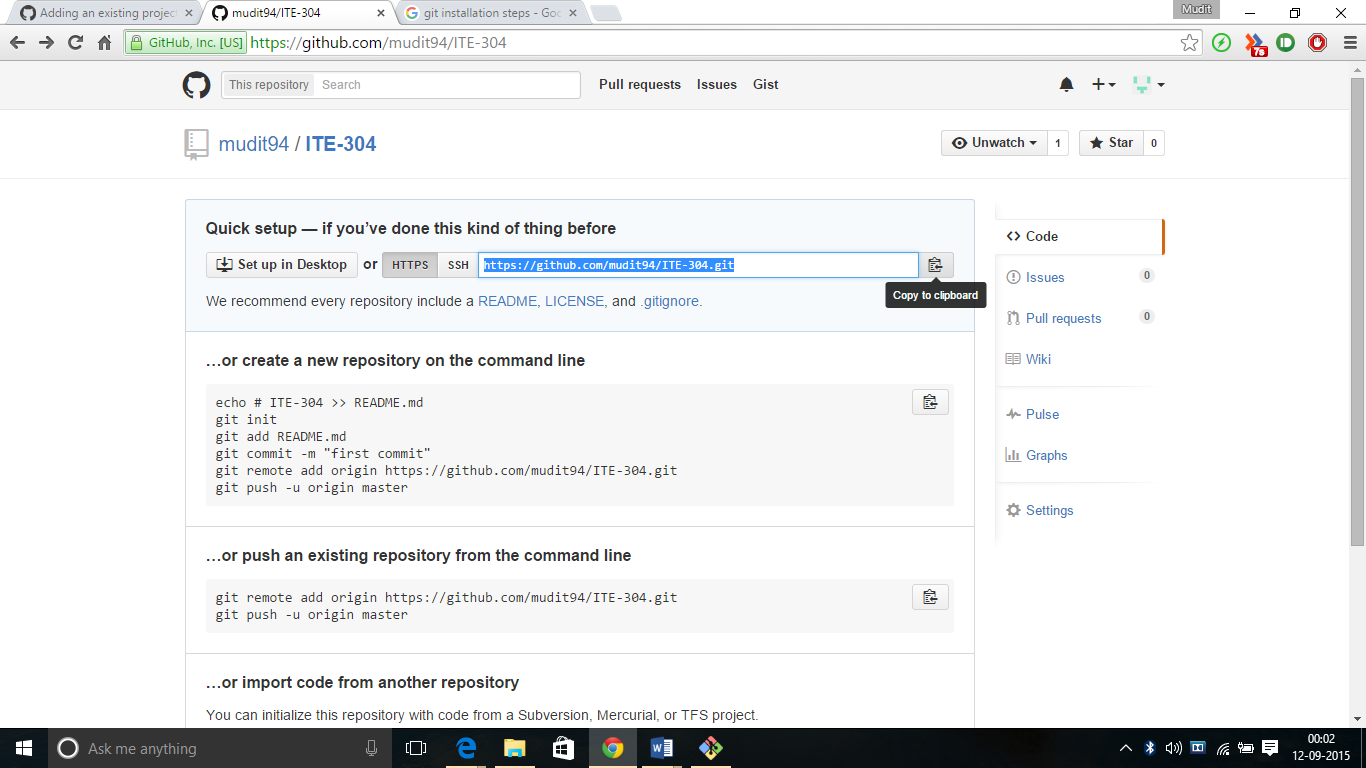 Adding an existing project
mudit94/ITE-304
git installation steps - Goo
Mudit
GitHub, Inc. [US]
https://github.com/mudit94/ITE-304
75
This repository
Search
Pull requests
Issues
Gist
mudit94 / ITE-304
Unwatch
1
Star
0
Quick setup — if you’ve done this kind of thing before
Set up in Desktop
or
HTTPS
SSH
https://github.com/mudit94/ITE-304.git
Copy to clipboard
We recommend every repository include a README, LICENSE, and .gitignore.
…or create a new repository on the command line
echo # ITE-304 >> README.md
git init
git add README.md
git commit -m "first commit"
git remote add origin https://github.com/mudit94/ITE-304.git
git push -u origin master
…or push an existing repository from the command line
git remote add origin https://github.com/mudit94/ITE-304.git
git push -u origin master
…or import code from another repository
You can initialize this repository with code from a Subversion, Mercurial, or TFS project.
Code
Issues
0
Pull requests
0
Wiki
Pulse
Graphs
Settings
Ask me anything
00:02
12-09-2015